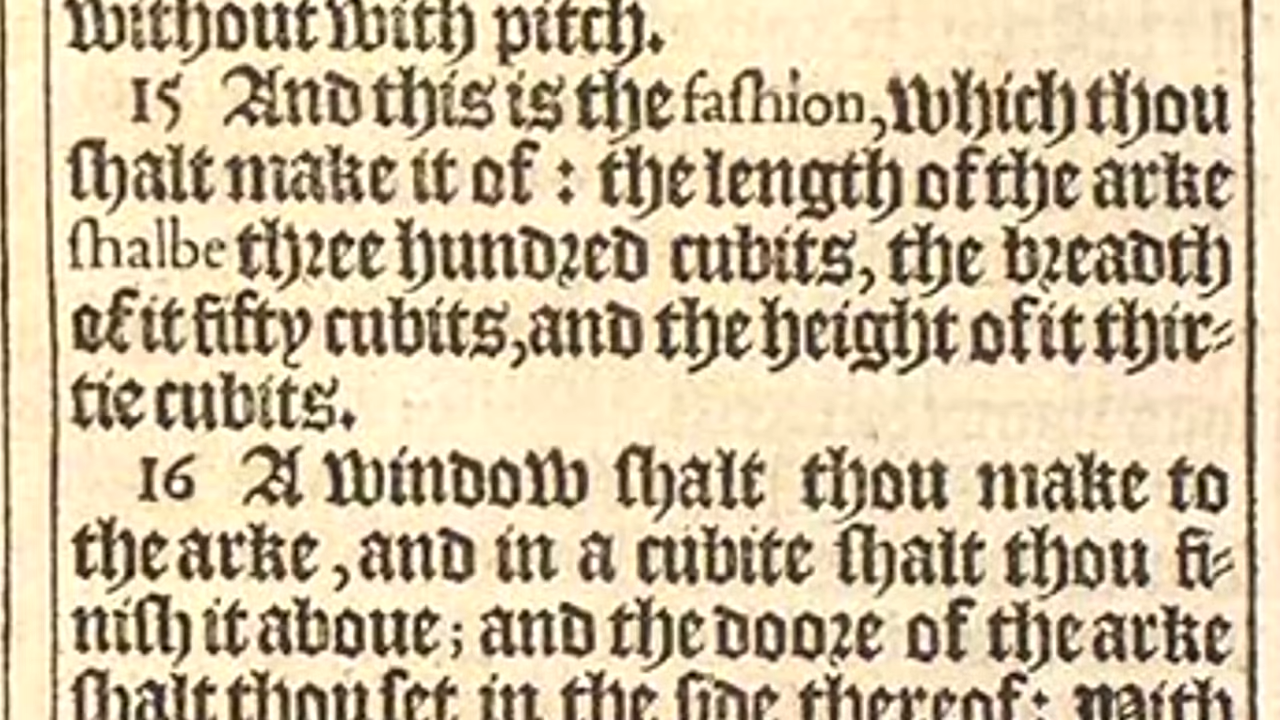 without with pitch.
15 And this is the faſhion, which thou
ſhalt make it of : the length of the arke
ſhalbe three hundred cubits, the breadth
of it fifty cubits, and the height of it thir-
tie cubits.
16 A window ſhalt thou make to
the arke, and in a cubite ſhalt thou fi-
niſh it aboue; and the doore of the arke
ſhalt thou ſet in the ſide thereof: With